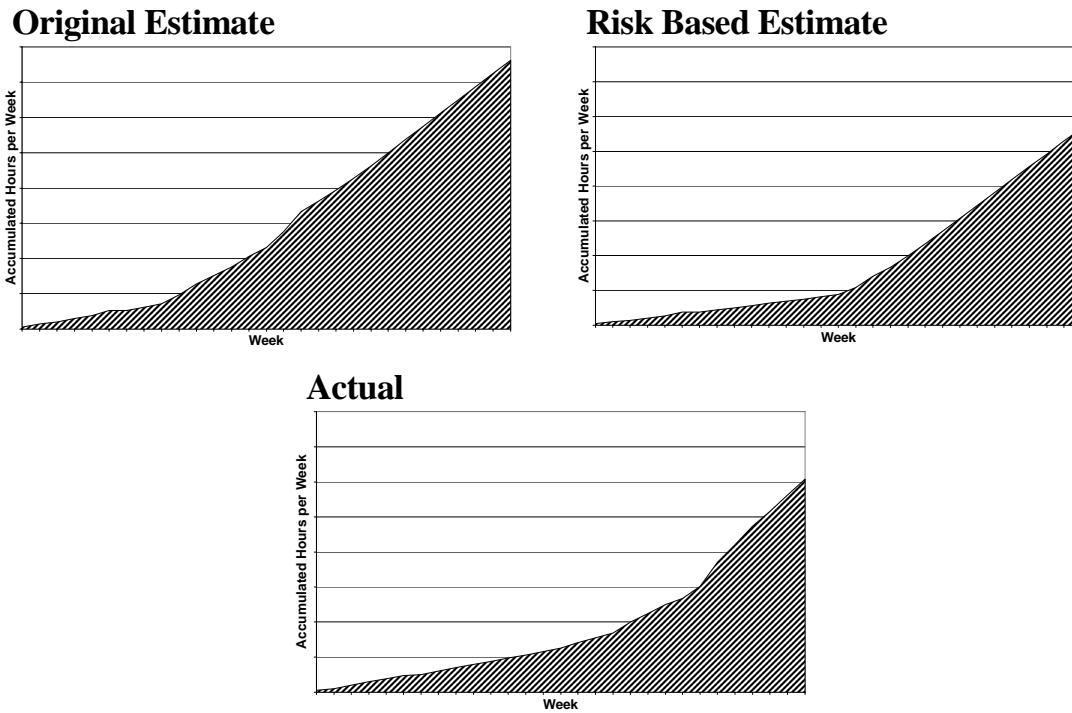 Original Estimate
Accumulated Hours per Week
Week
Risk Based Estimate
Accumulated Hours per Week
Week
Actual
Accumulated Hours per Week
Week